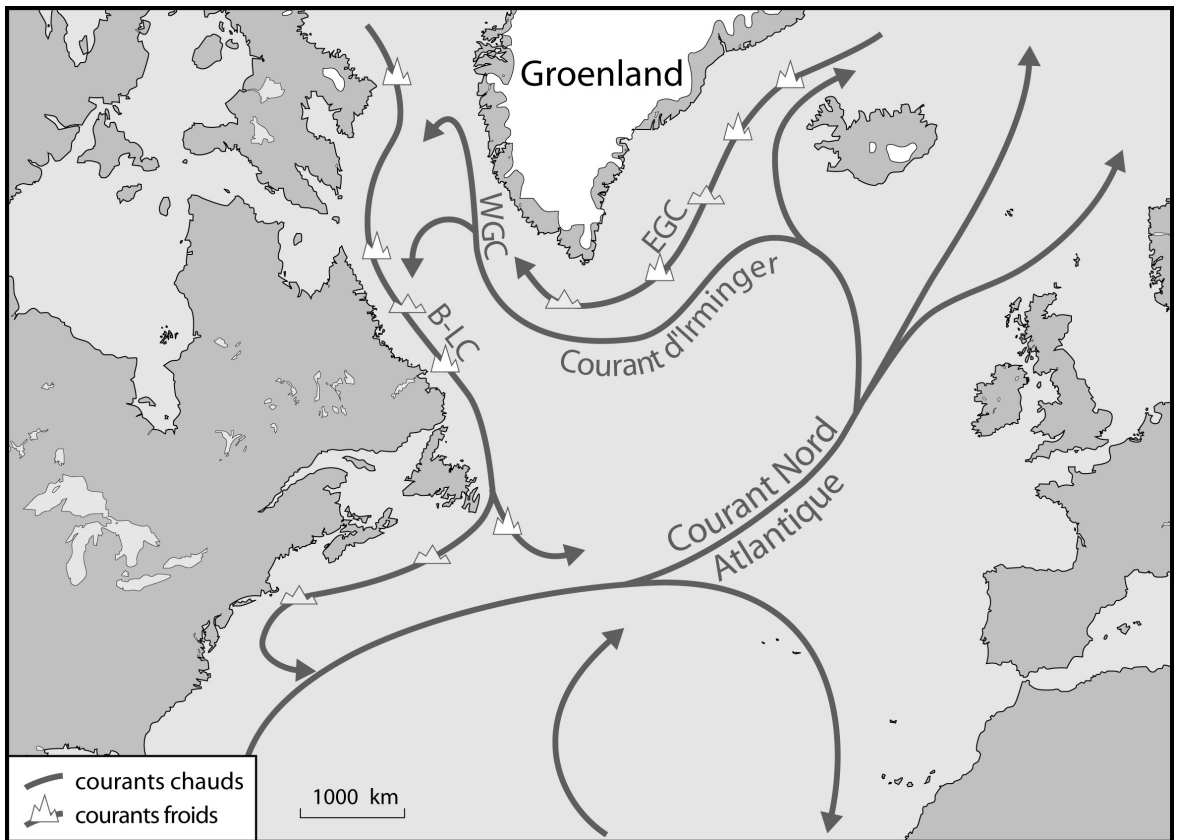 Groenland
WGC
EGC
B-LC
Courant d'Irminger
Courant Nord
Atlantique
courants chauds
courants froids
1000 km